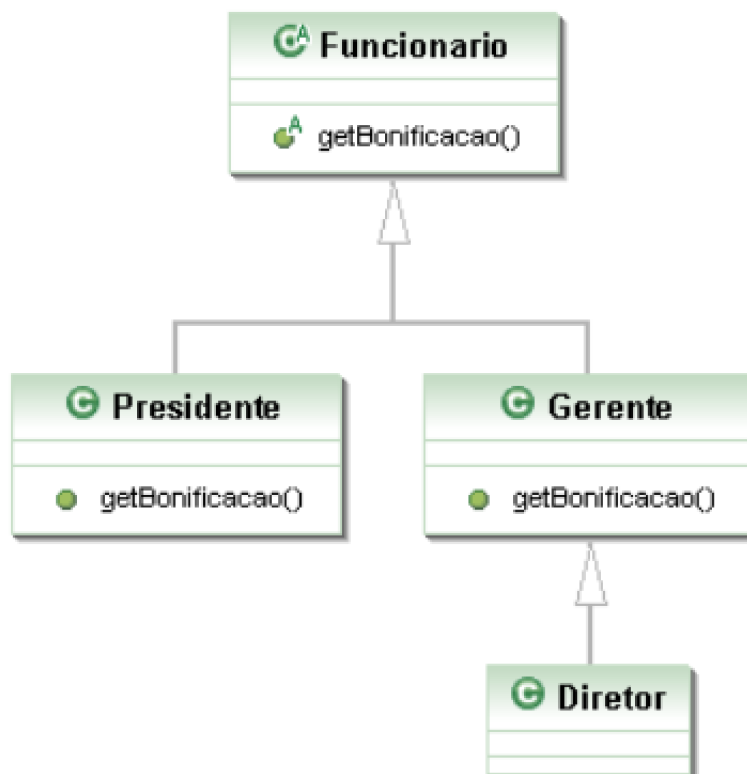 Funcionario
getBonificacao()
Presidente
getBonificacao()
Gerente
getBonificacao()
Diretor